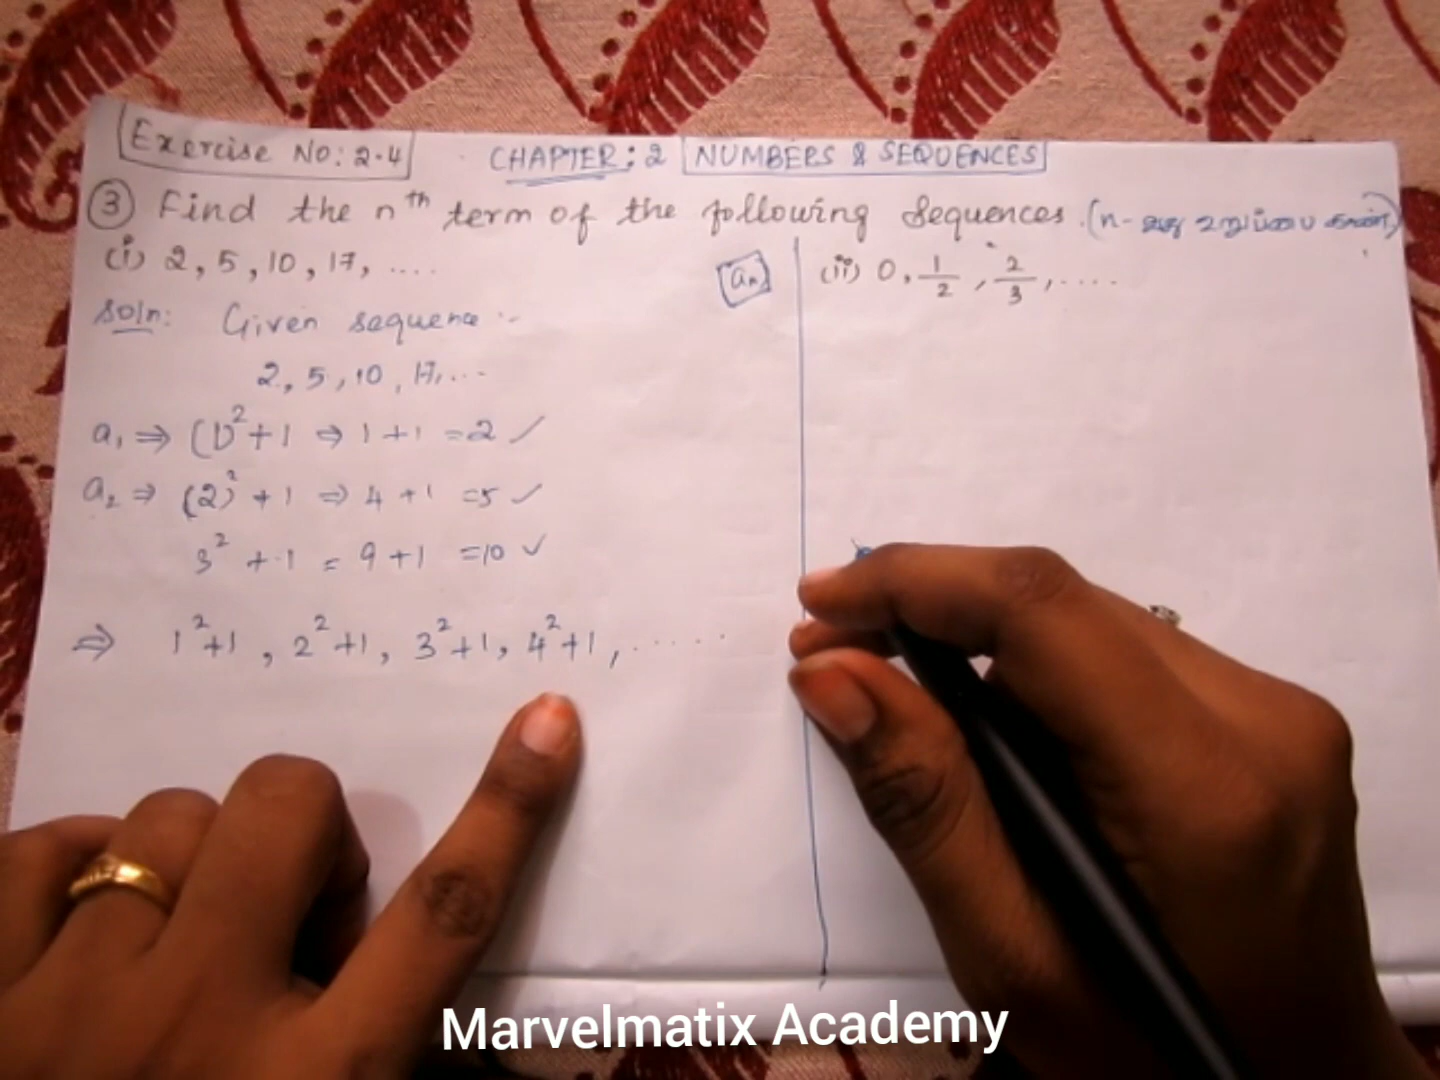 Exercise No: 2.4
CHAPTER: 2 NUMBERS & SEQUENCES
③ Find the nth term of the following Sequences. (n-ஆவது உறுப்பை காண்)
(i) 2, 5, 10, 17, ....
an
Soln: Given sequence :-
2, 5, 10, 17, ...
a₁ ⇒ (1)² + 1 ⇒ 1 + 1 = 2 ✓
a₂ ⇒ (2)² + 1 ⇒ 4 + 1 = 5 ✓
3² + 1 = 9 + 1 = 10 ✓
⇒ 1² + 1, 2² + 1, 3² + 1, 4² + 1, ......
(ii) 0, 1/2, 2/3, ....
Marvelmatix Academy